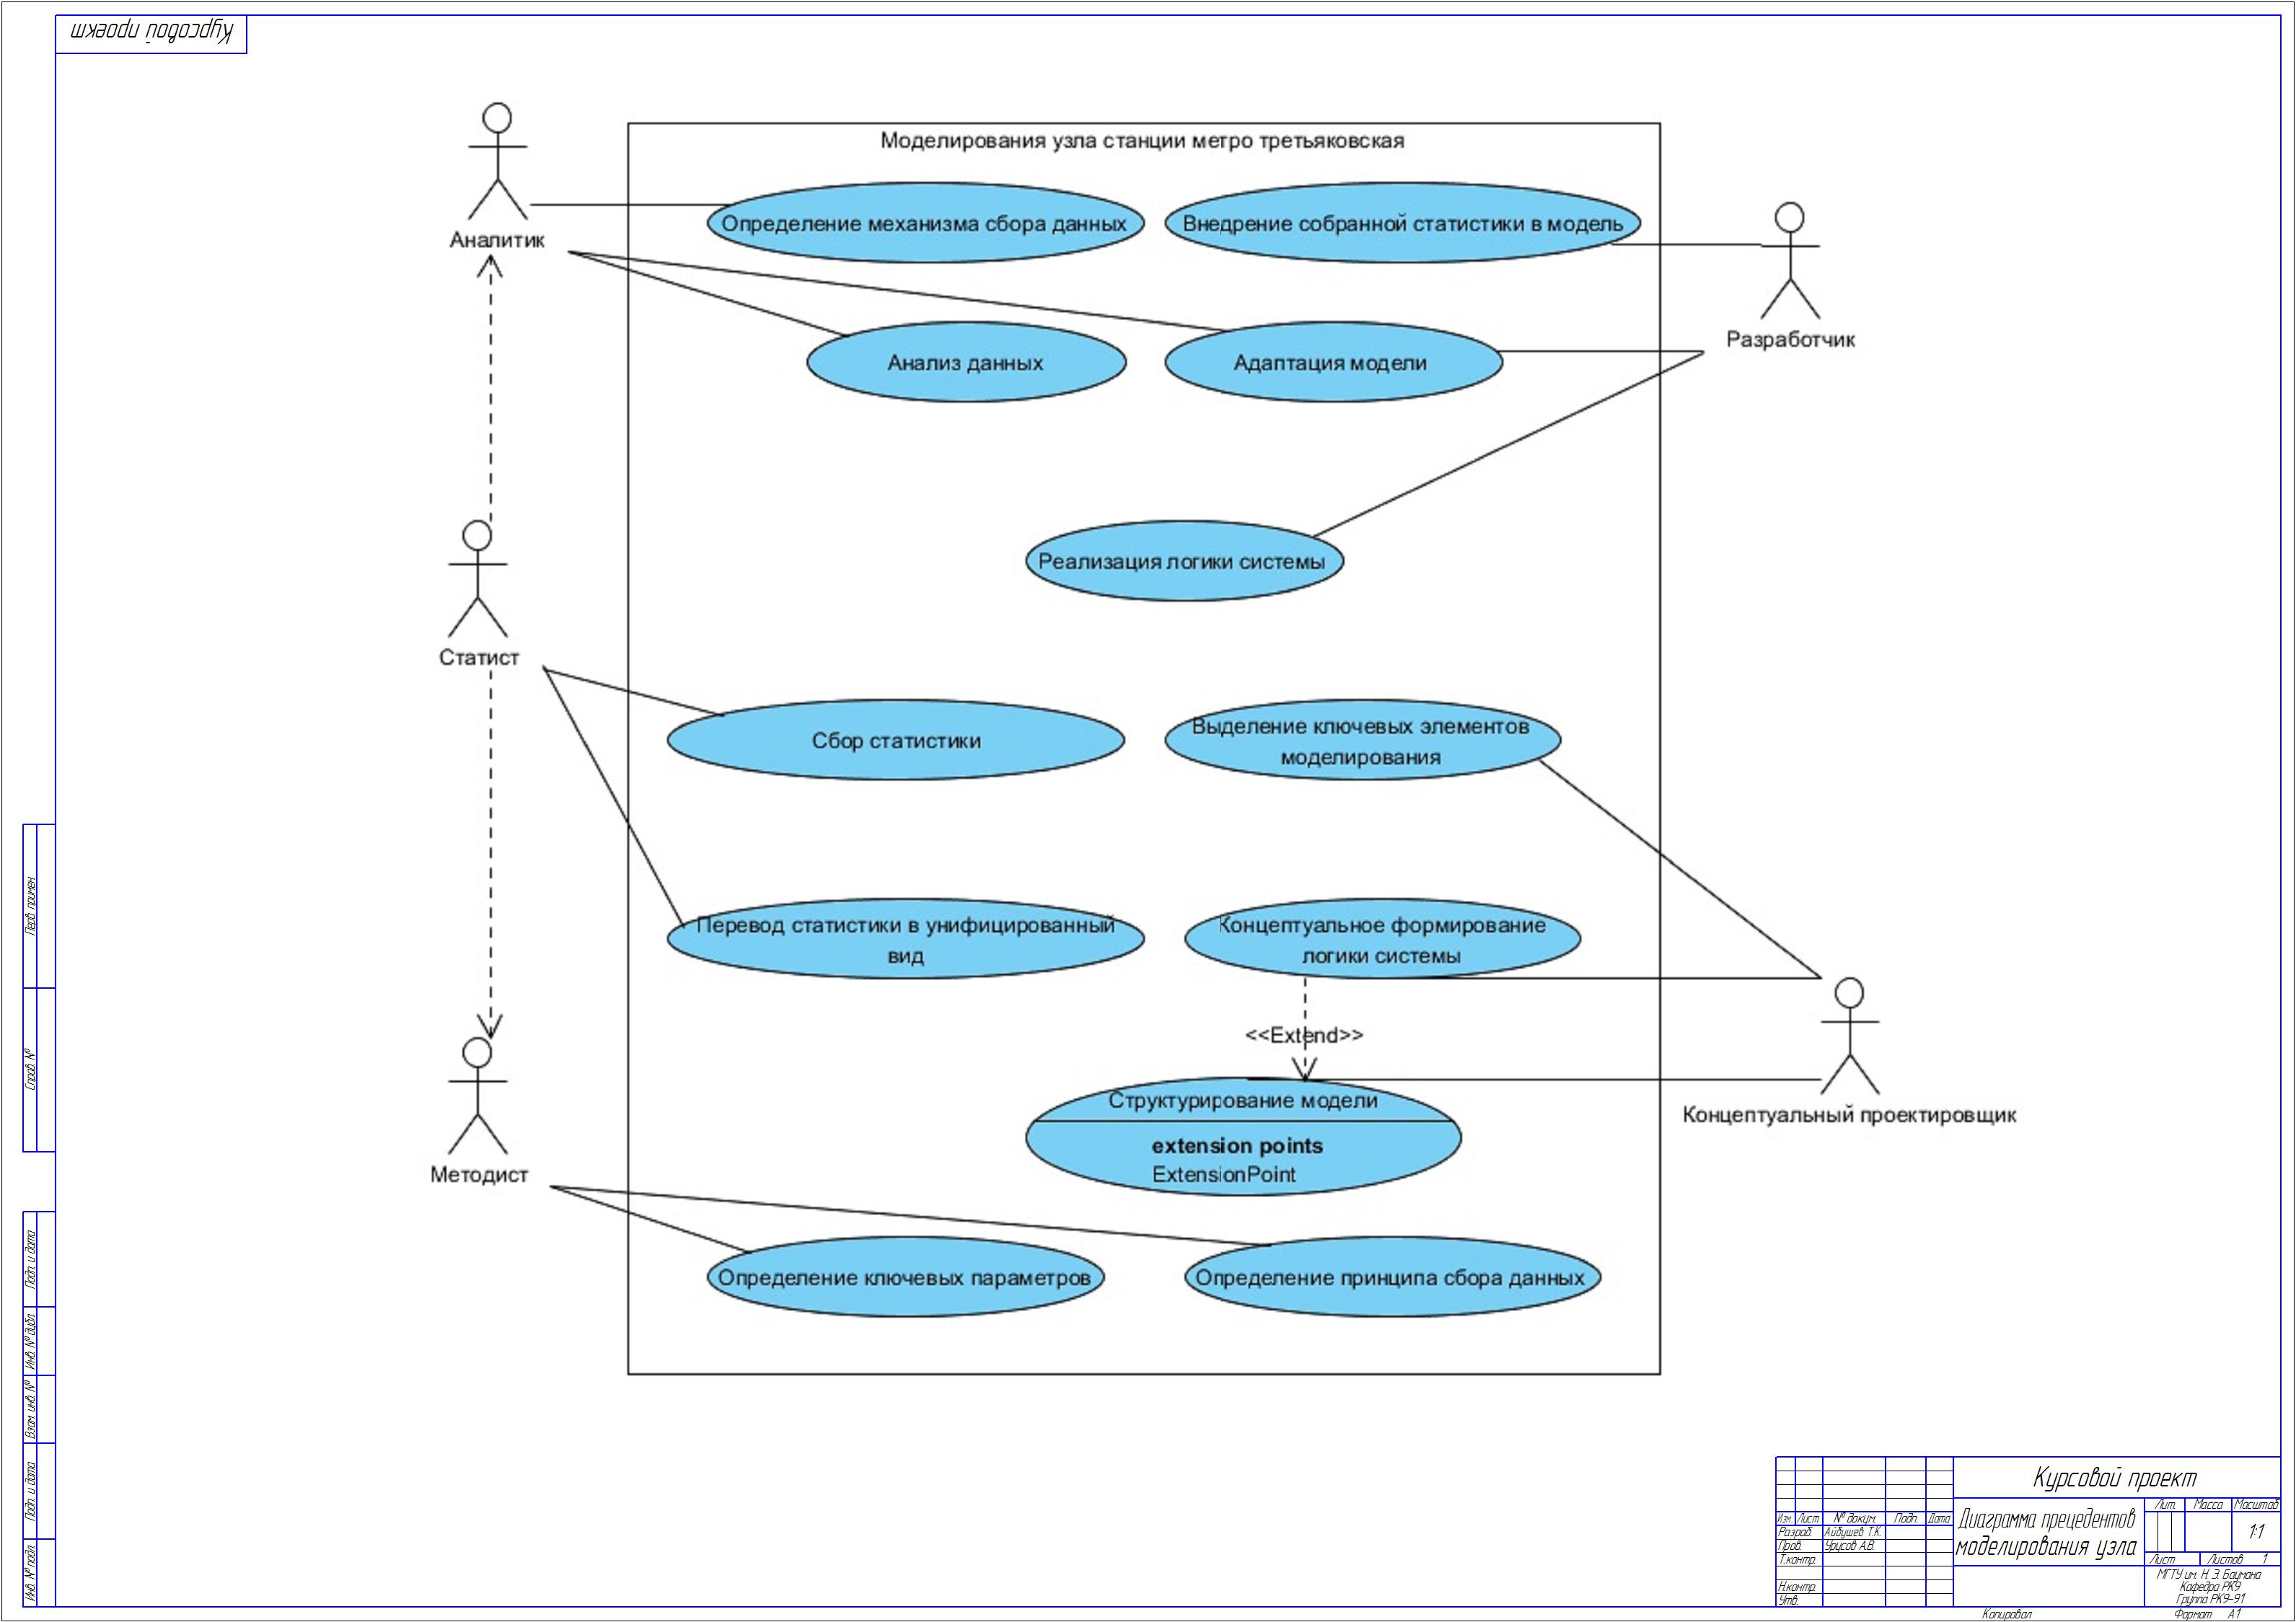 Курсовой проект
Моделирования узла станции метро третьяковская
Аналитик
Определение механизма сбора данных
Внедрение собранной статистики в модель
Разработчик
Анализ данных
Адаптация модели
Реализация логики системы
Статист
Сбор статистики
Выделение ключевых элементов
моделирования
Перевод статистики в унифицированный
вид
Концептуальное формирование
логики системы
<<Extend>>
Структурирование модели
extension points
ExtensionPoint
Концептуальный проектировщик
Методист
Определение ключевых параметров
Определение принципа сбора данных
Перв. примен.
Справ. №
Подп. и дата
Инв. № дубл.
Взам. инв. №
Подп. и дата
Инв. № подл.
Курсовой проект
Изм. Лист № докум. Подп. Дата
Разраб. Айбушев Т.К.
Пров. Урусов А.В.
Т.контр.
Н.контр.
Утв.
Диаграмма прецедентов
моделирования узла
Лит. Масса Масштаб
1:1
Лист Листов 1
МГТУ им. Н. Э. Баумана
Кафедра РК9
Группа РК9-91
Копировал Формат А1